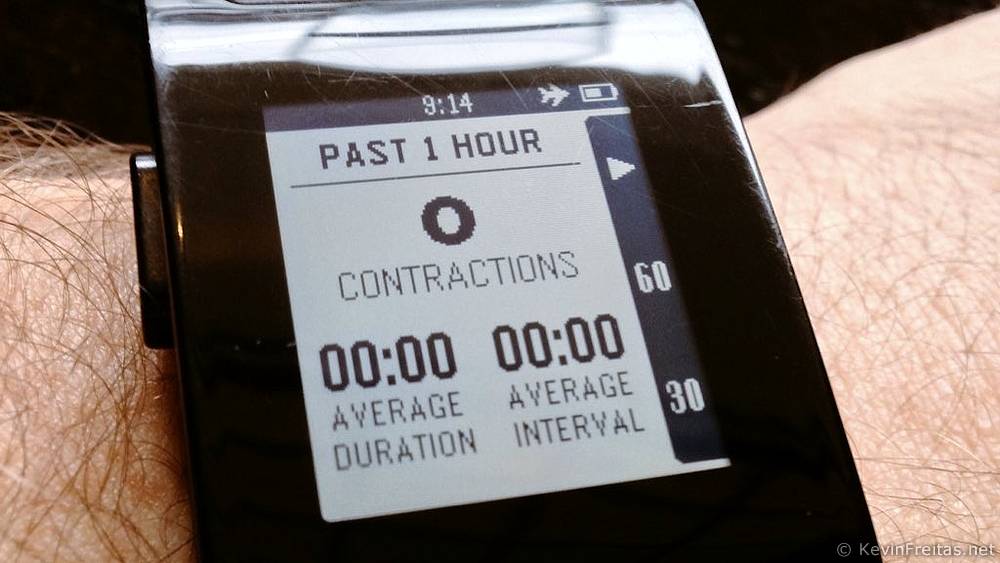 9:14
PAST 1 HOUR
0
CONTRACTIONS
60
00:00 00:00
AVERAGE AVERAGE
DURATION INTERVAL
30
© KevinFreitas.net